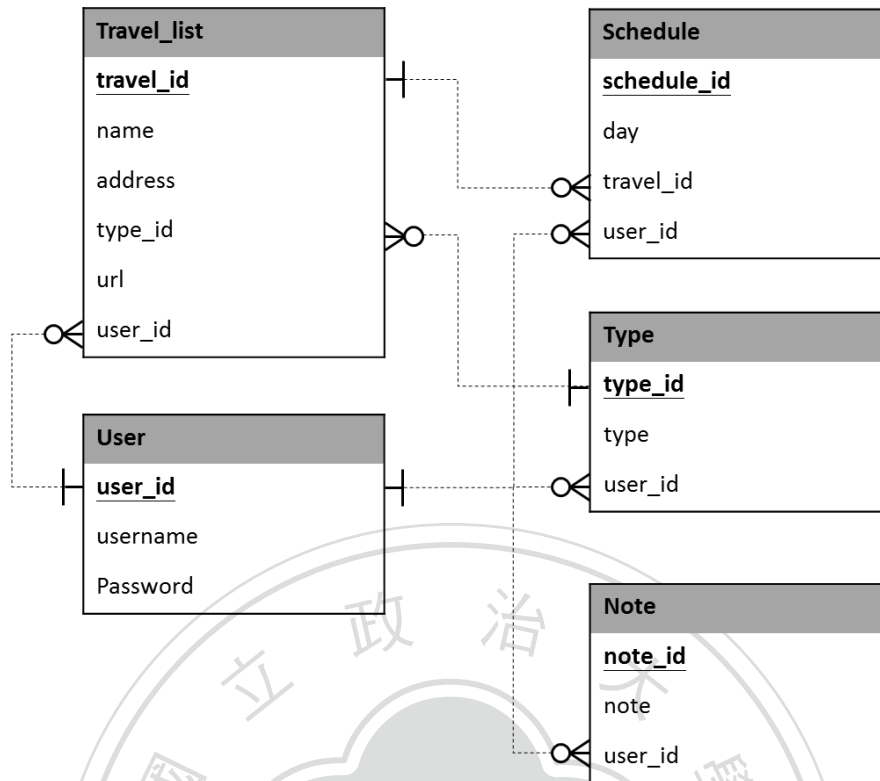 Travel_list
travel_id
name
address
type_id
url
user_id
User
user_id
username
Password
Schedule
schedule_id
day
travel_id
user_id
Type
type_id
type
user_id
Note
note_id
note
user_id
立政治大